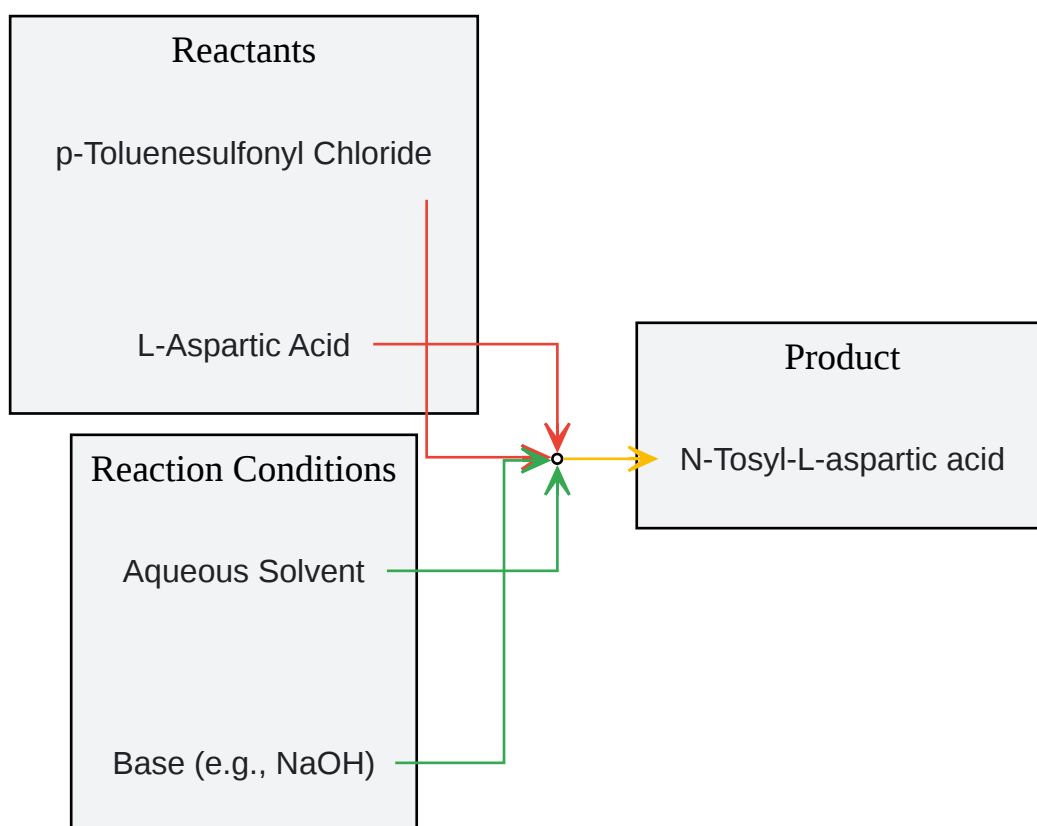 Reactants
p-Toluenesulfonyl Chloride
L-Aspartic Acid
Reaction Conditions
Aqueous Solvent
Base (e.g., NaOH)
Product
N-Tosyl-L-aspartic acid